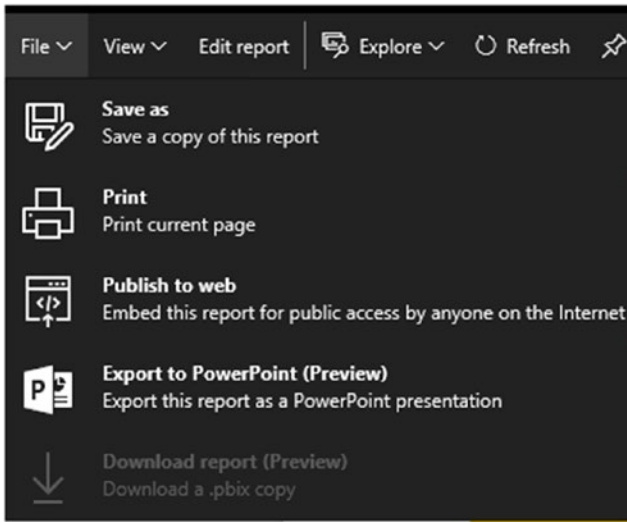 File View Edit report Explore Refresh
Save as
Save a copy of this report
Print
Print current page
Publish to web
Embed this report for public access by anyone on the Internet
Export to PowerPoint (Preview)
Export this report as a PowerPoint presentation
Download report (Preview)
Download a .pbix copy